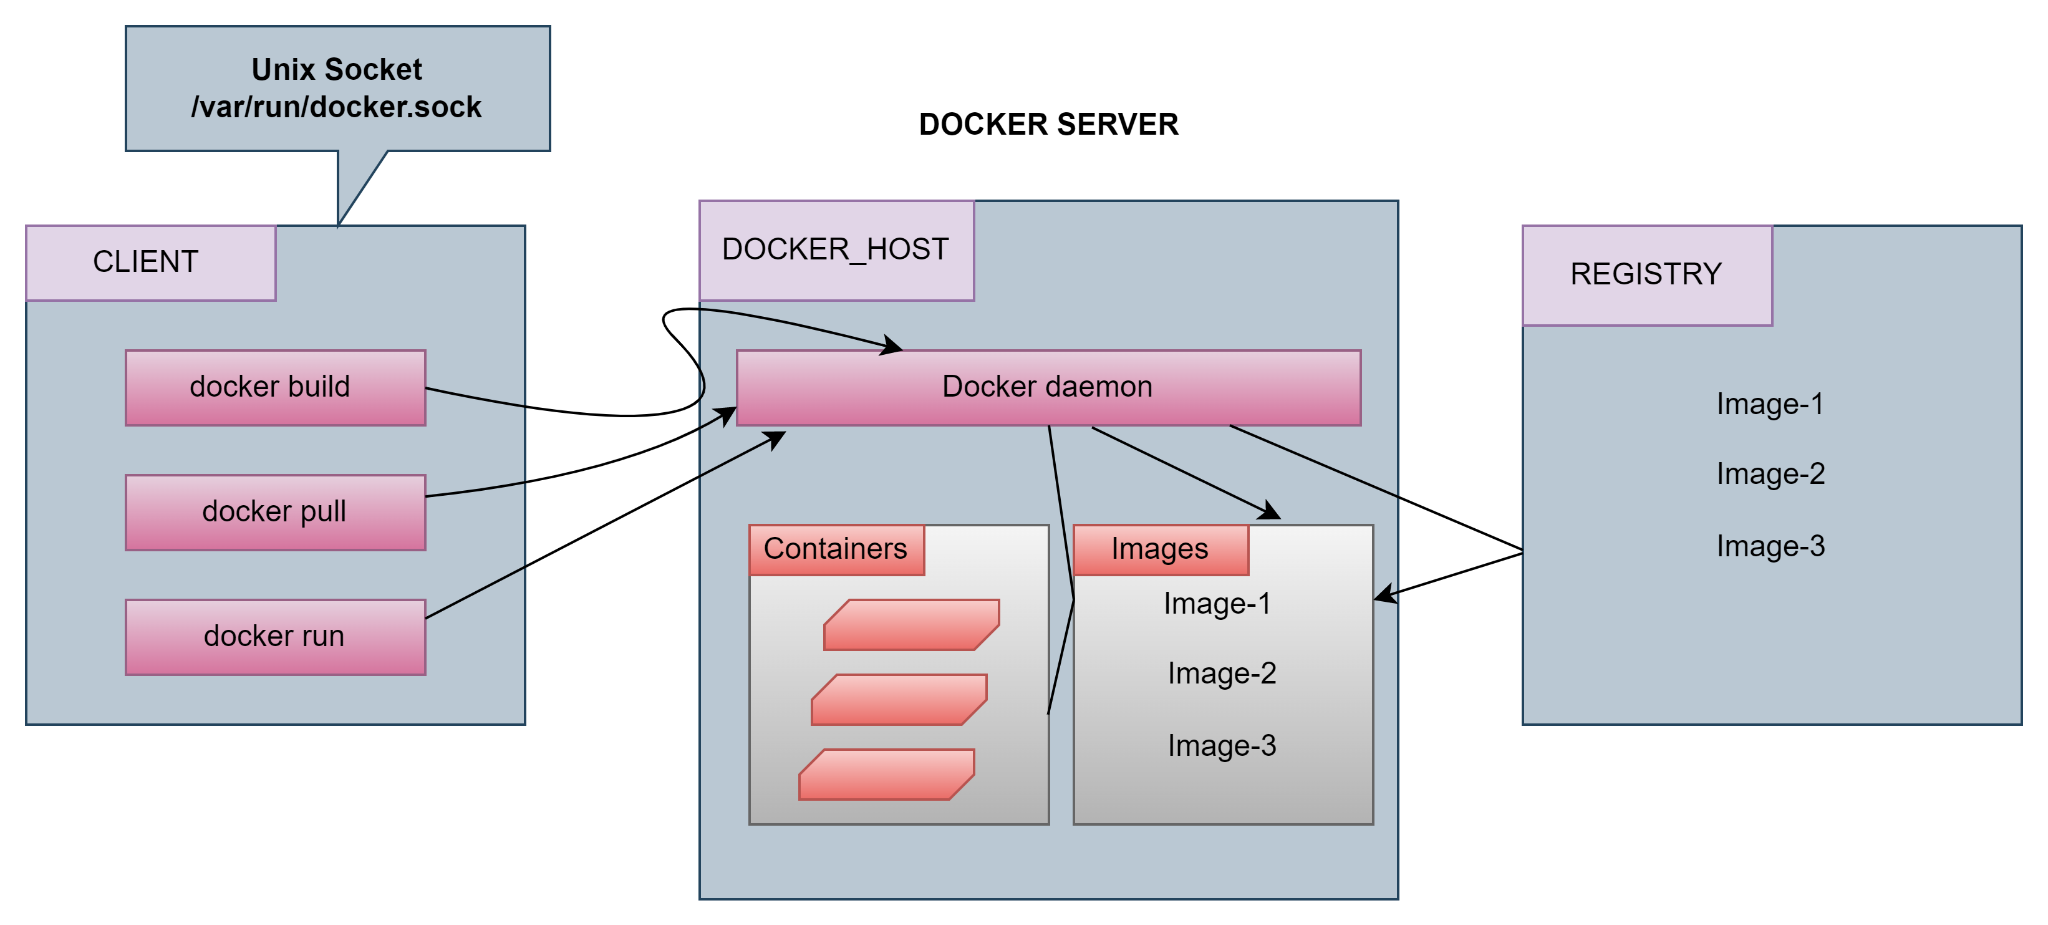 Unix Socket
/var/run/docker.sock
DOCKER SERVER
CLIENT
docker build
docker pull
docker run
DOCKER_HOST
Docker daemon
Containers
Images
Image-1
Image-2
Image-3
REGISTRY
Image-1
Image-2
Image-3